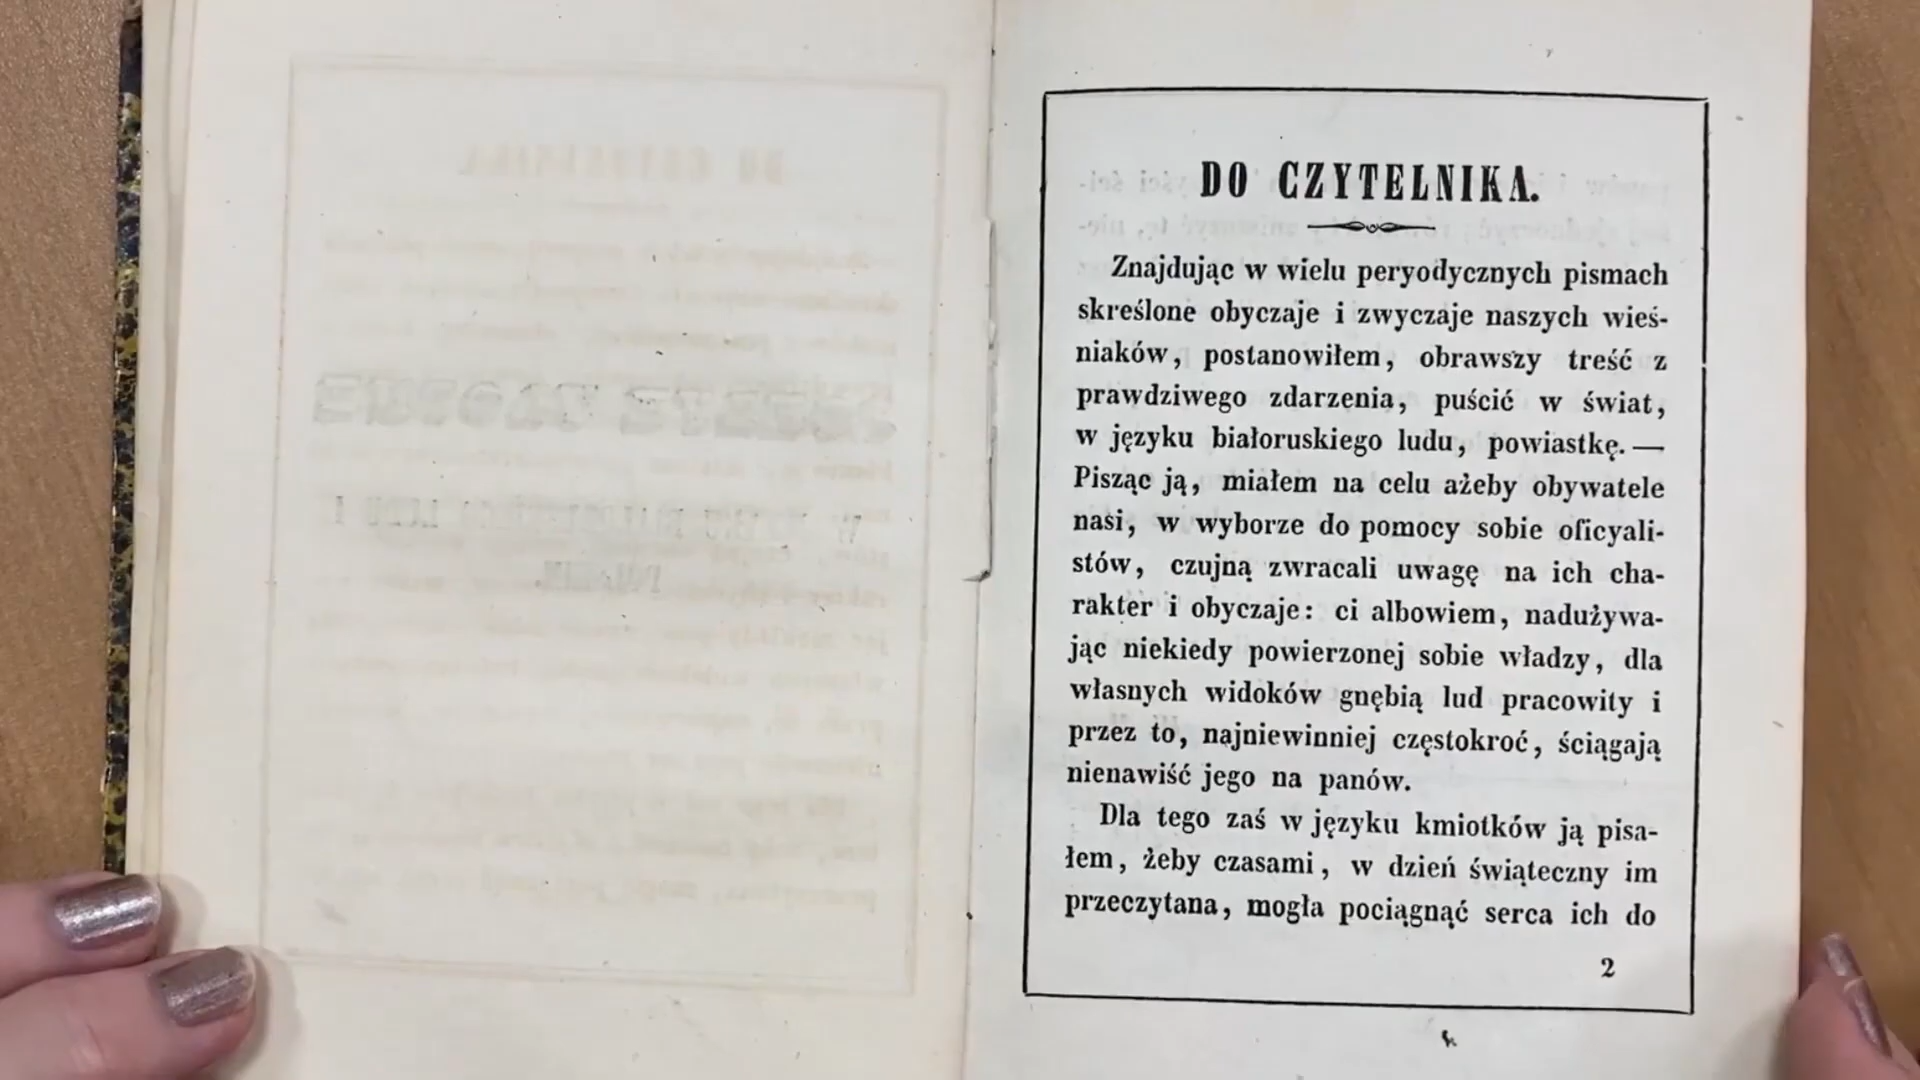 DO CZYTELNIKA.
Znajdując w wielu peryodycznych pismach
skreślone obyczaje i zwyczaje naszych wieś-
niaków, postanowiłem, obrawszy treść z
prawdziwego zdarzenia, puścić w świat,
w języku białoruskiego ludu, powiastkę. —
Pisząc ją, miałem na celu ażeby obywatele
nasi, w wyborze do pomocy sobie oficyali-
stów, czujną zwracali uwagę na ich cha-
rakter i obyczaje: ci albowiem, nadużywa-
jąc niekiedy powierzonej sobie władzy, dla
własnych widoków gnębią lud pracowity i
przez to, najniewinniej częstokroć, ściągają
nienawiść jego na panów.
Dla tego zaś w języku kmiotków ją pisa-
łem, żeby czasami, w dzień świąteczny im
przeczytana, mogła pociągnąć serca ich do
2